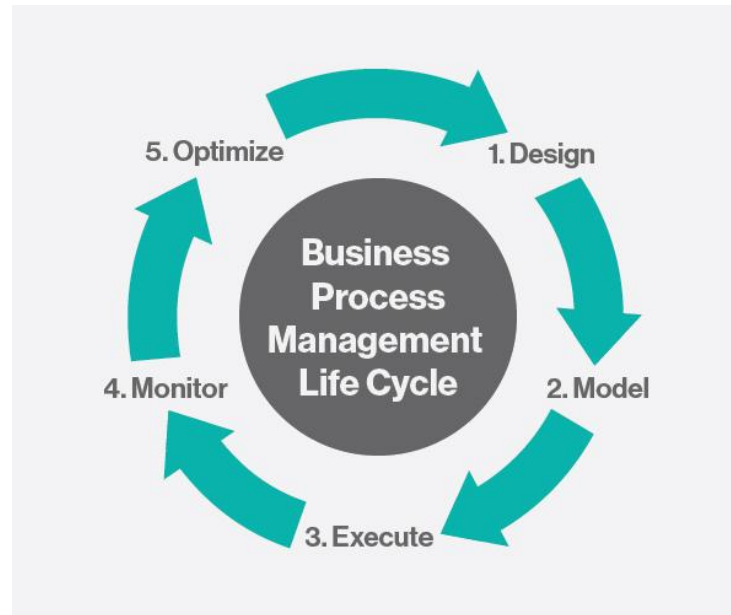 Business
Process
Management
Life Cycle
1. Design
2. Model
3. Execute
4. Monitor
5. Optimize